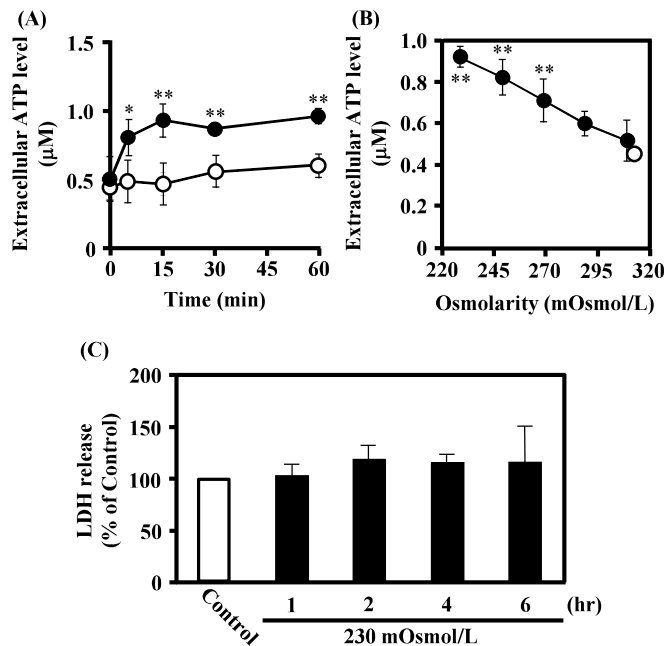 (A)
Extracellular ATP level
(μM)
1.5
1.0
0.5
0
* ** ** **
0 15 30 45 60
Time (min)
(B)
Extracellular ATP level
(μM)
1.0
0.8
0.6
0.4
0.2
0
** ** **
220 245 270 295 320
Osmolarity (mOsmol/L)
(C)
LDH release
(% of Control)
200
150
100
50
0
Control
1 2 4 6 (hr)
230 mOsmol/L